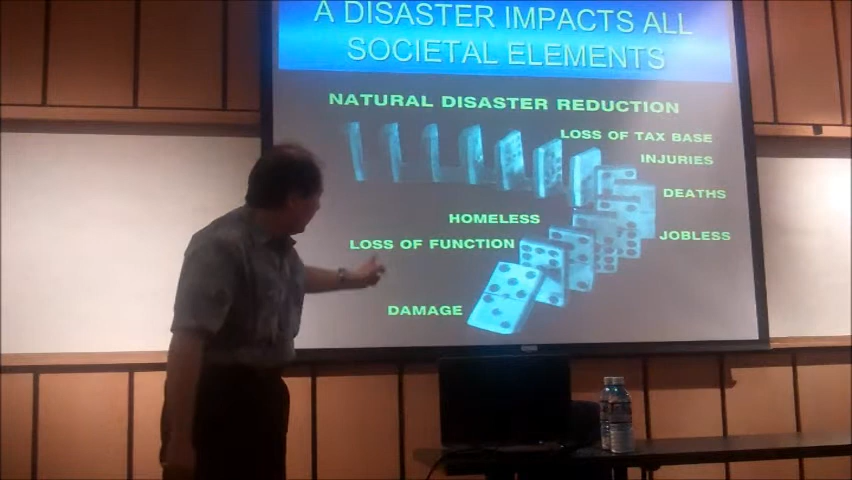 A DISASTER IMPACTS ALL
SOCIETAL ELEMENTS
NATURAL DISASTER REDUCTION
LOSS OF TAX BASE
INJURIES
DEATHS
HOMELESS
JOBLESS
LOSS OF FUNCTION
DAMAGE